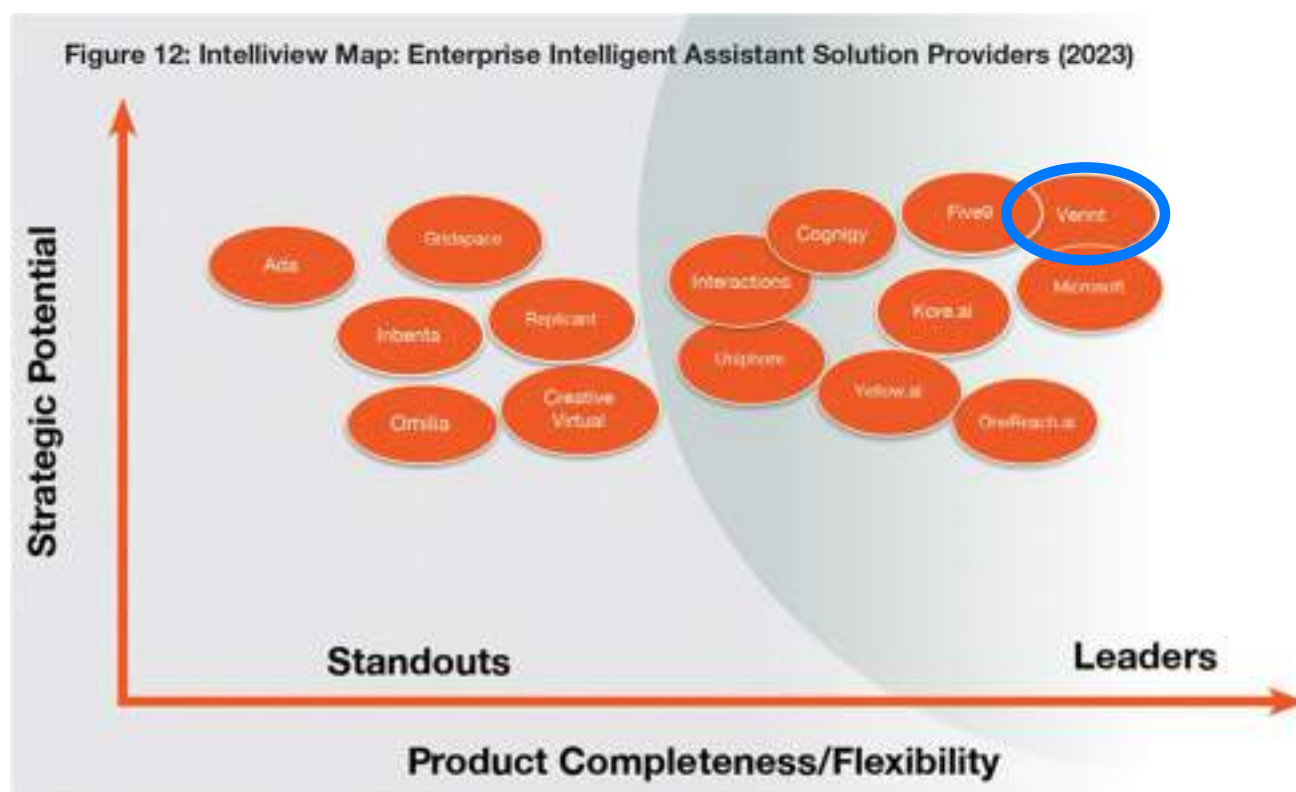 Figure 12: Intelliview Map: Enterprise Intelligent Assistant Solution Providers (2023)
Strategic Potential
Five9
Verint
Cognigy
Gridspace
Ada
Interactions
Microsoft
Kore.ai
Replicant
Inbenta
Uniphore
Yellow.ai
Creative
Virtual
Omilia
OneReach.ai
Standouts
Leaders
Product Completeness/Flexibility